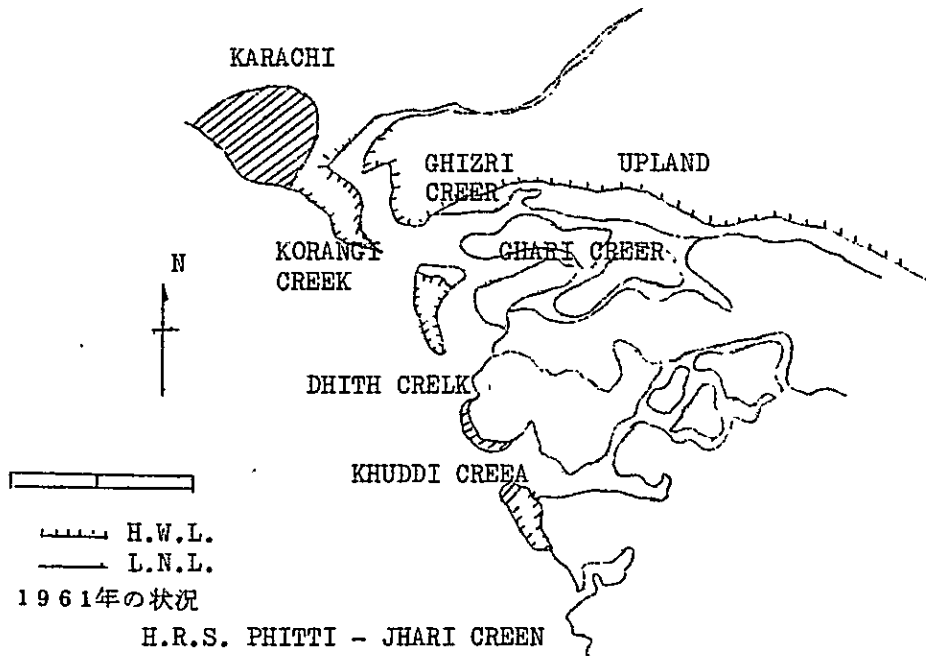 KARACHI
GHIZRI
CREER
UPLAND
KORANGI
CREEK
GHARI CREER
N
DHITH CRELK
KHUDDI CREEA
H.W.L.
L.N.L.
1961年の状況
H.R.S. PHITTI - JHARI CREEN